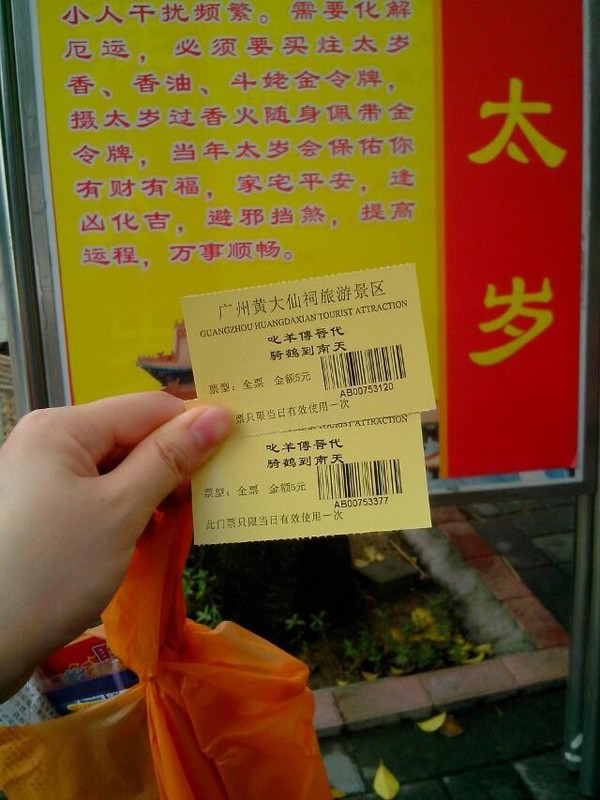 小人干扰频繁。需要化解
厄运，必须要买炷太岁
香、香油、斗姥金令牌，
摄太岁过香火随身佩带金
令牌，当年太岁会保佑你
有财有福，家宅平安，逢
凶化吉，避邪挡煞，提高
运程，万事顺畅。
太岁
广州黄大仙祠旅游景区
GUANGZHOU HUANGDAXIAN TOURIST ATTRACTION
叱羊傳晉代
騎鶴到南天
票型：全票 金额5元
AB00753120
票只限当日有效使用一次
TOURIST ATTRACTION
叱羊傳晉代
騎鶴到南天
票型：全票 金额5元
AB00753377
此门票只限当日有效使用一次